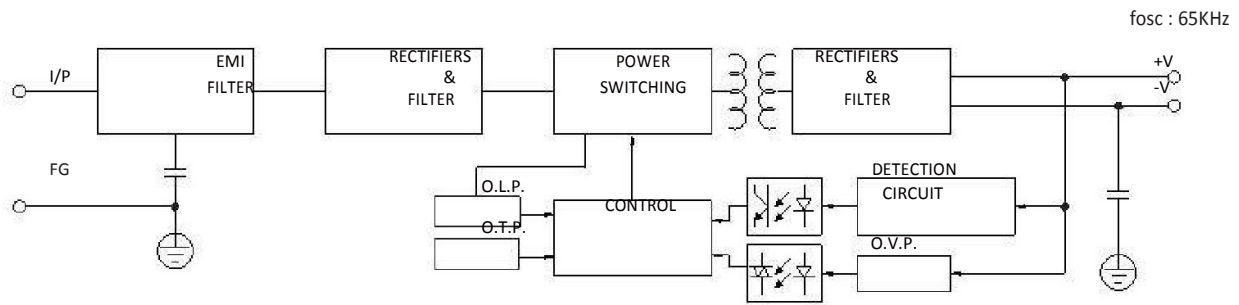 fosc : 65KHz
I/P
EMI
FILTER
RECTIFIERS
&
FILTER
POWER
SWITCHING
RECTIFIERS
&
FILTER
+V
-V
FG
O.L.P.
O.T.P.
CONTROL
DETECTION
CIRCUIT
O.V.P.